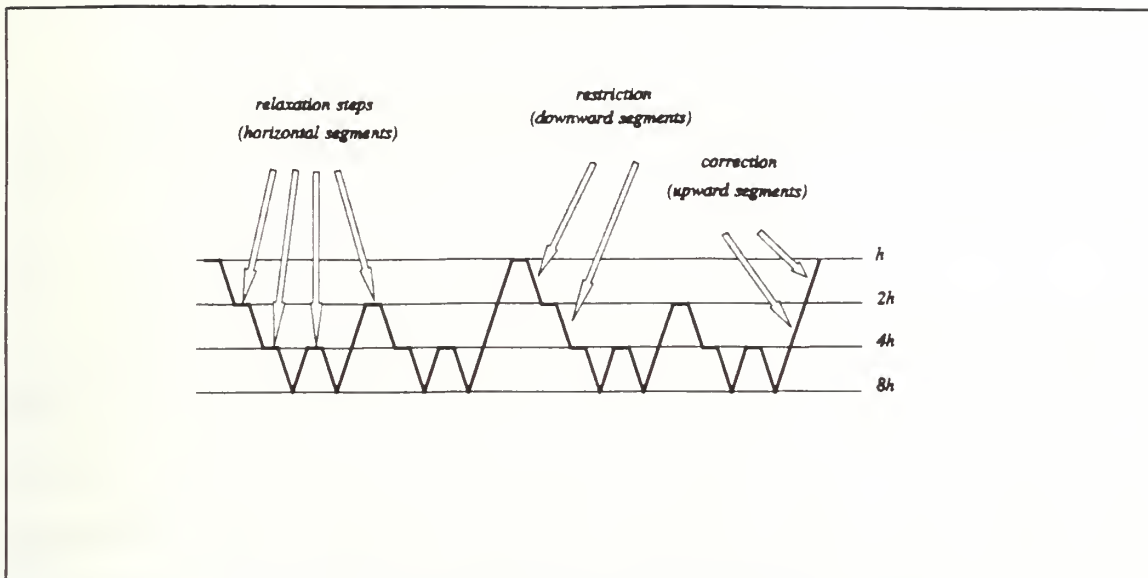 relaxation steps
(horizontal segments)
restriction
(downward segments)
correction
(upward segments)
h
2h
4h
8h